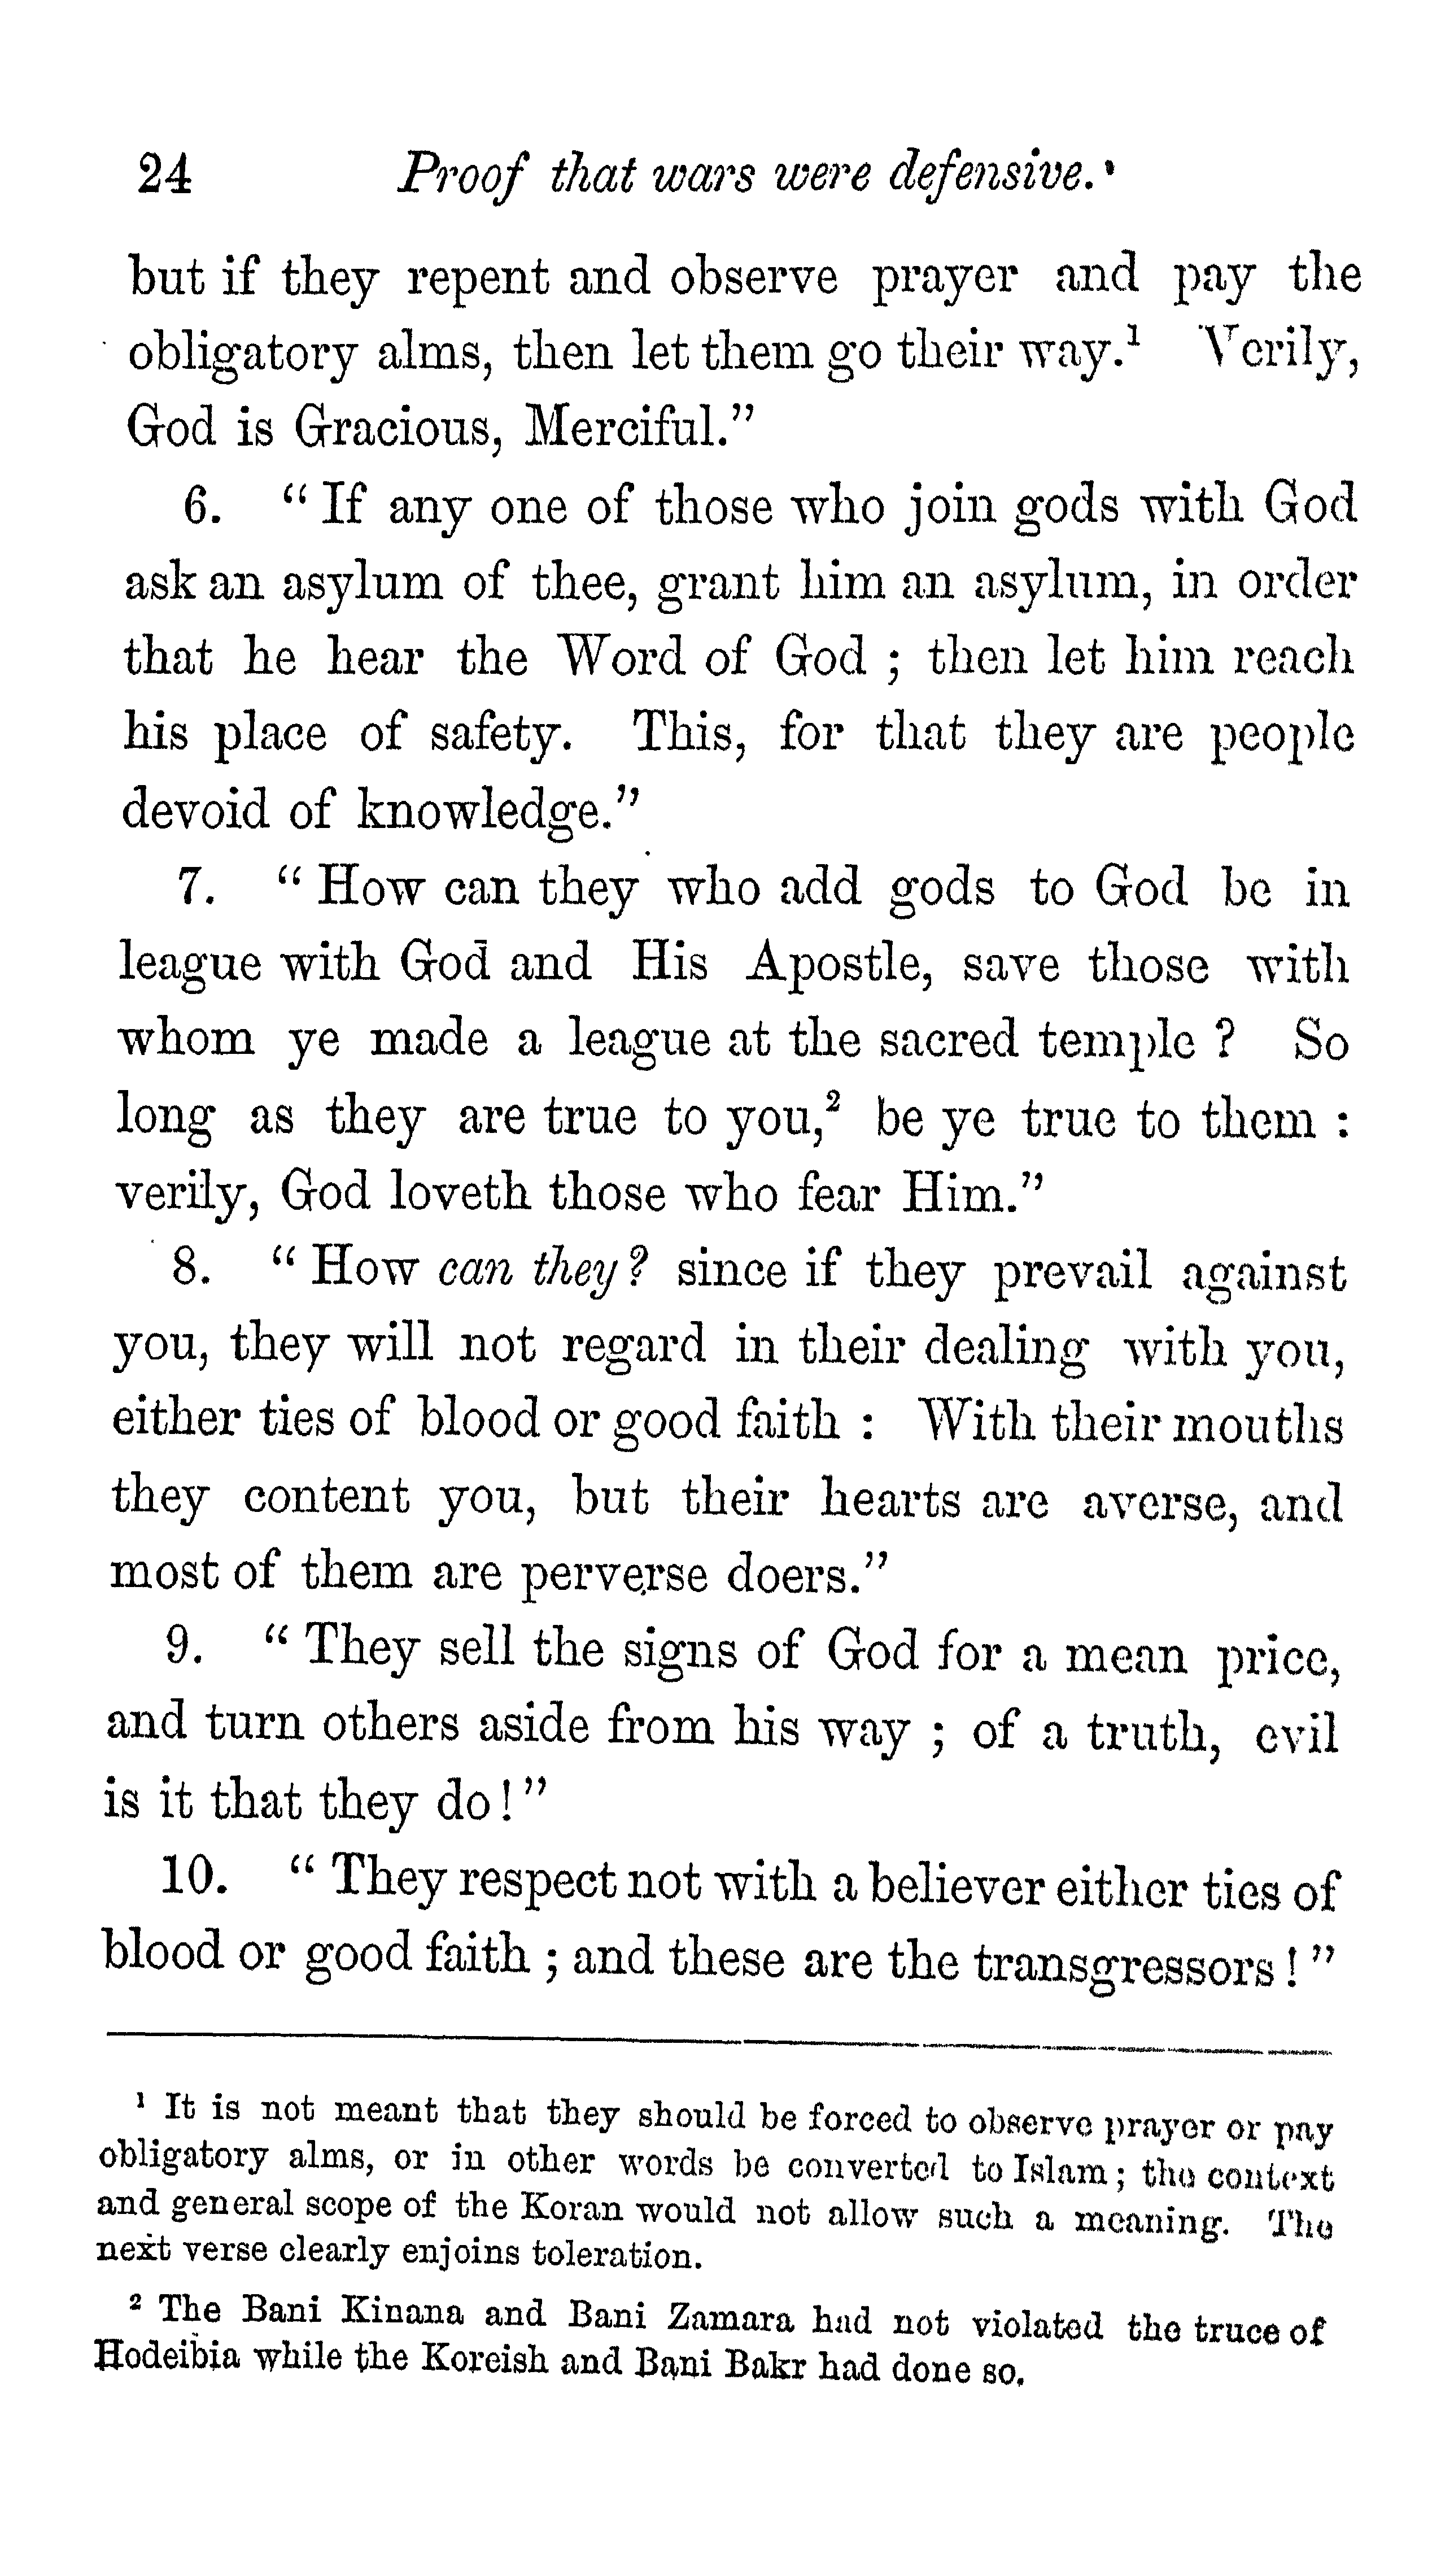 24 Proof that wars were defensive.
but if they repent and observe prayer and pay the
obligatory alms, then let them go their way.¹ Verily,
God is Gracious, Merciful."
6. "If any one of those who join gods with God
ask an asylum of thee, grant him an asylum, in order
that he hear the Word of God ; then let him reach
his place of safety. This, for that they are people
devoid of knowledge."
7. "How can they who add gods to God be in
league with God and His Apostle, save those with
whom ye made a league at the sacred temple ? So
long as they are true to you,² be ye true to them :
verily, God loveth those who fear Him."
8. "How can they? since if they prevail against
you, they will not regard in their dealing with you,
either ties of blood or good faith : With their mouths
they content you, but their hearts are averse, and
most of them are perverse doers."
9. "They sell the signs of God for a mean price,
and turn others aside from his way ; of a truth, evil
is it that they do!"
10. "They respect not with a believer either ties of
blood or good faith ; and these are the transgressors!"
¹ It is not meant that they should be forced to observe prayer or pay
obligatory alms, or in other words be converted to Islam; the context
and general scope of the Koran would not allow such a meaning. The
next verse clearly enjoins toleration.
² The Bani Kinana and Bani Zamara had not violated the truce of
Hodeibia while the Koreish and Bani Bakr had done so.